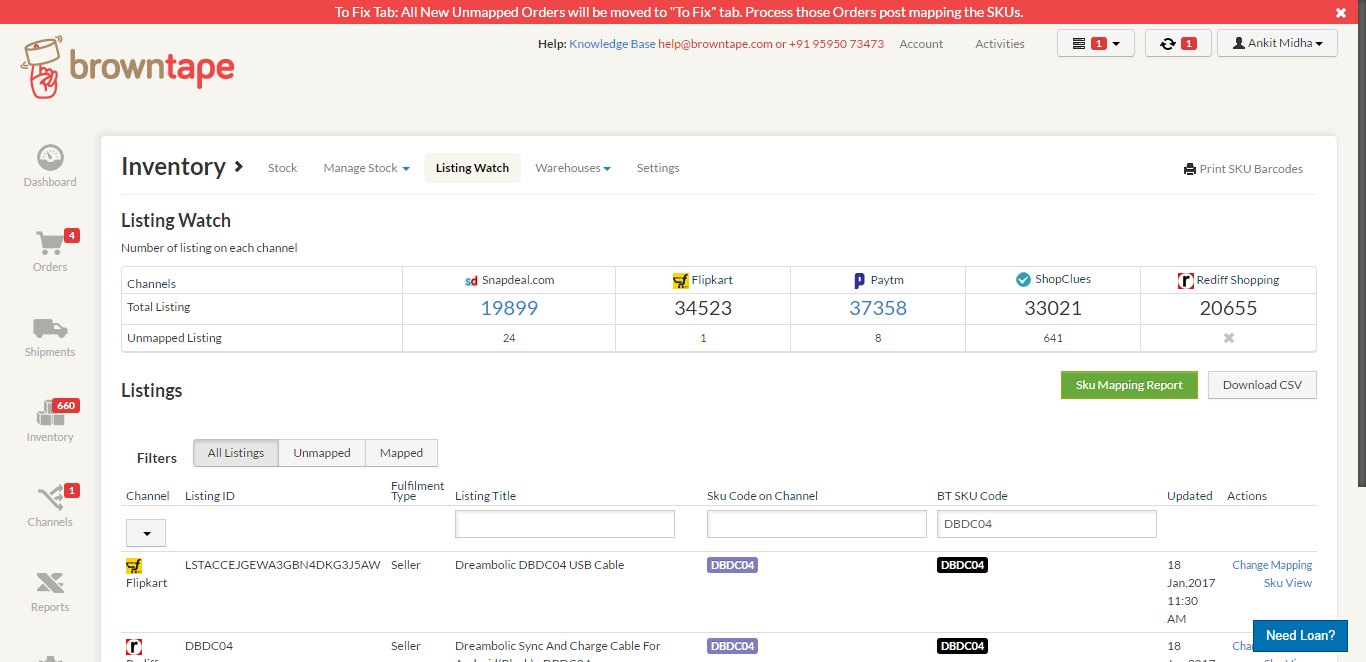 To Fix Tab: All New Unmapped Orders will be moved to "To Fix" tab. Process those Orders post mapping the SKUs.
browntape
Help: Knowledge Base help@browntape.com or +91 95950 73473 Account Activities 1 1 Ankit Midha
Dashboard
4
Orders
Shipments
660
Inventory
1
Channels
Reports
Inventory Stock Manage Stock Listing Watch Warehouses Settings Print SKU Barcodes
Listing Watch
Number of listing on each channel
Channels sd Snapdeal.com Flipkart Paytm ShopClues Rediff Shopping
Total Listing 19899 34523 37358 33021 20655
Unmapped Listing 24 1 8 641
Listings Sku Mapping Report Download CSV
Filters All Listings Unmapped Mapped
Channel Listing ID Fulfilment Type Listing Title Sku Code on Channel BT SKU Code Updated Actions
DBDC04
Flipkart LSTACCEJGEWA3GBN4DKG3J5AW Seller Dreambolic DBDC04 USB Cable DBDC04 DBDC04 18 Jan,2017 11:30 AM Change Mapping Sku View
DBDC04 Seller Dreambolic Sync And Charge Cable For DBDC04 DBDC04 18
Need Loan?